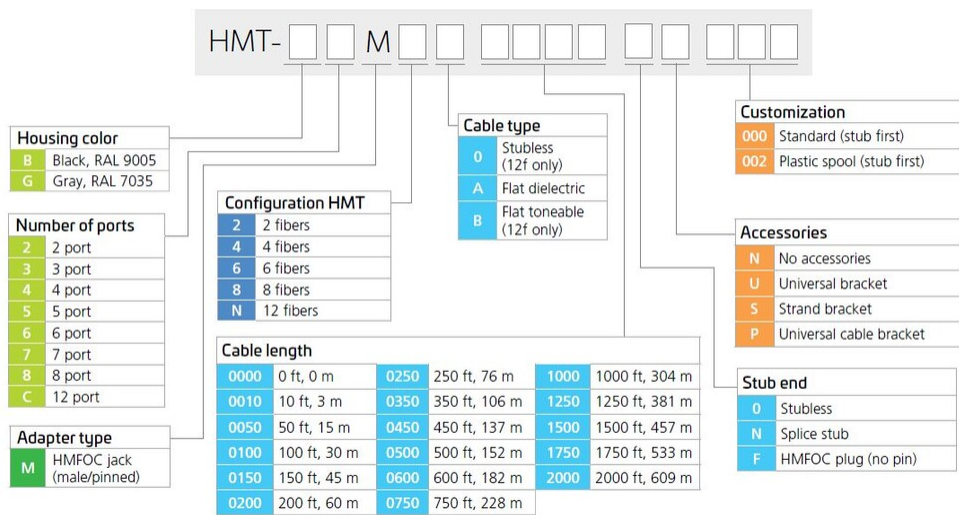 HMT- M
Housing color
B Black, RAL 9005
G Gray, RAL 7035
Number of ports
2 2 port
3 3 port
4 4 port
5 5 port
6 6 port
7 7 port
8 8 port
C 12 port
Adapter type
M HMFOC jack
(male/pinned)
Configuration HMT
2 2 fibers
4 4 fibers
6 6 fibers
8 8 fibers
N 12 fibers
Cable type
0 Stubless
(12f only)
A Flat dielectric
B Flat toneable
(12f only)
Cable length
0000 0 ft, 0 m 0250 250 ft, 76 m 1000 1000 ft, 304 m
0010 10 ft, 3 m 0350 350 ft, 106 m 1250 1250 ft, 381 m
0050 50 ft, 15 m 0450 450 ft, 137 m 1500 1500 ft, 457 m
0100 100 ft, 30 m 0500 500 ft, 152 m 1750 1750 ft, 533 m
0150 150 ft, 45 m 0600 600 ft, 182 m 2000 2000 ft, 609 m
0200 200 ft, 60 m 0750 750 ft, 228 m
Customization
000 Standard (stub first)
002 Plastic spool (stub first)
Accessories
N No accessories
U Universal bracket
S Strand bracket
P Universal cable bracket
Stub end
0 Stubless
N Splice stub
F HMFOC plug (no pin)